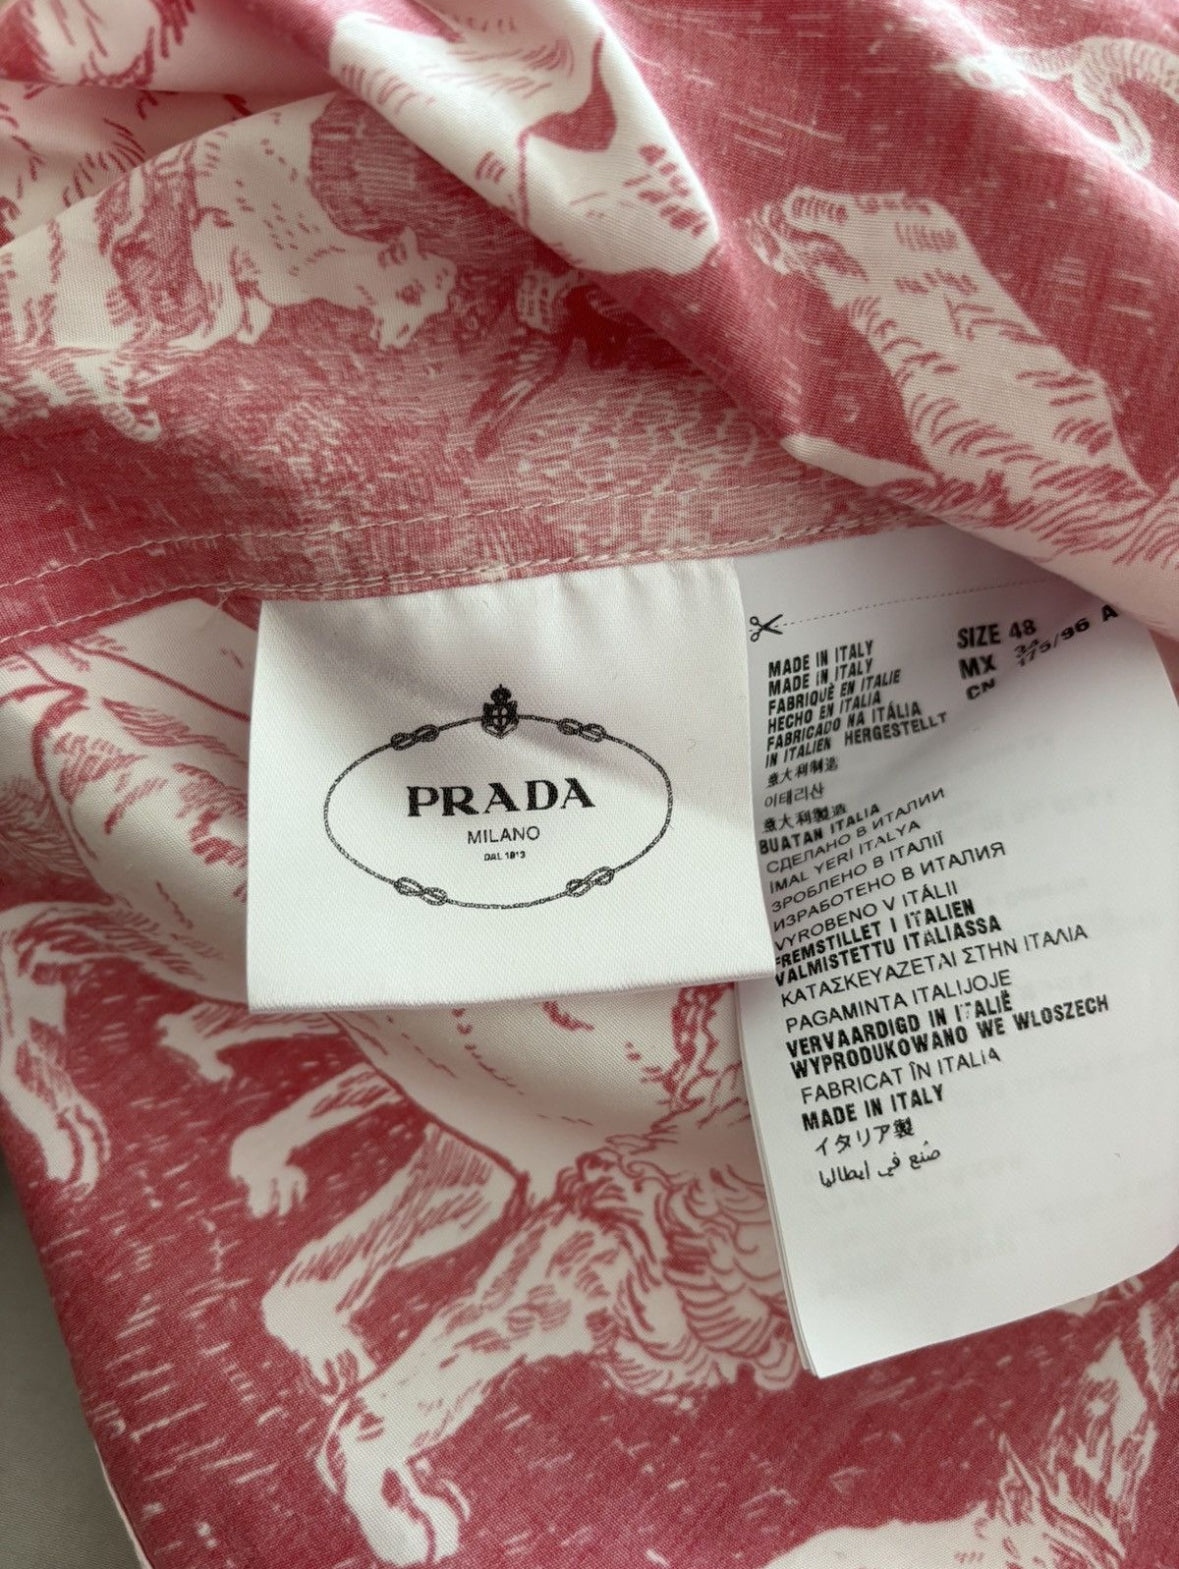 PRADA
MILANO
DAL 1913
SIZE 48
MX 34
CN 175/96 A
MADE IN ITALY
MADE IN ITALY
FABRIQUÈ EN ITALIE
HECHO EN ITALIA
FABRICADO NA ITÁLIA
IN ITALIEN HERGESTELLT
意大利制造
이태리산
意大利製造
BUATAN ITALIA
СДЕЛАНО В ИТАЛИИ
IMAL YERI ITALYA
ЗРОБЛЕНО В ІТАЛІЇ
ИЗРАБОТЕНО В ИТАЛИЯ
VYROBENO V ITÁLII
FREMSTILLET I ITALIEN
VALMISTETTU ITALIASSA
ΚΑΤΑΣΚΕΥΑΖΕΤΑΙ ΣΤΗΝ ΙΤΑΛΙΑ
PAGAMINTA ITALIJOJE
VERVAARDIGD IN ITALIË
WYPRODUKOWANO WE WLOSZECH
FABRICAT ÎN ITALIA
MADE IN ITALY
イタリア製
صنع في ايطاليا